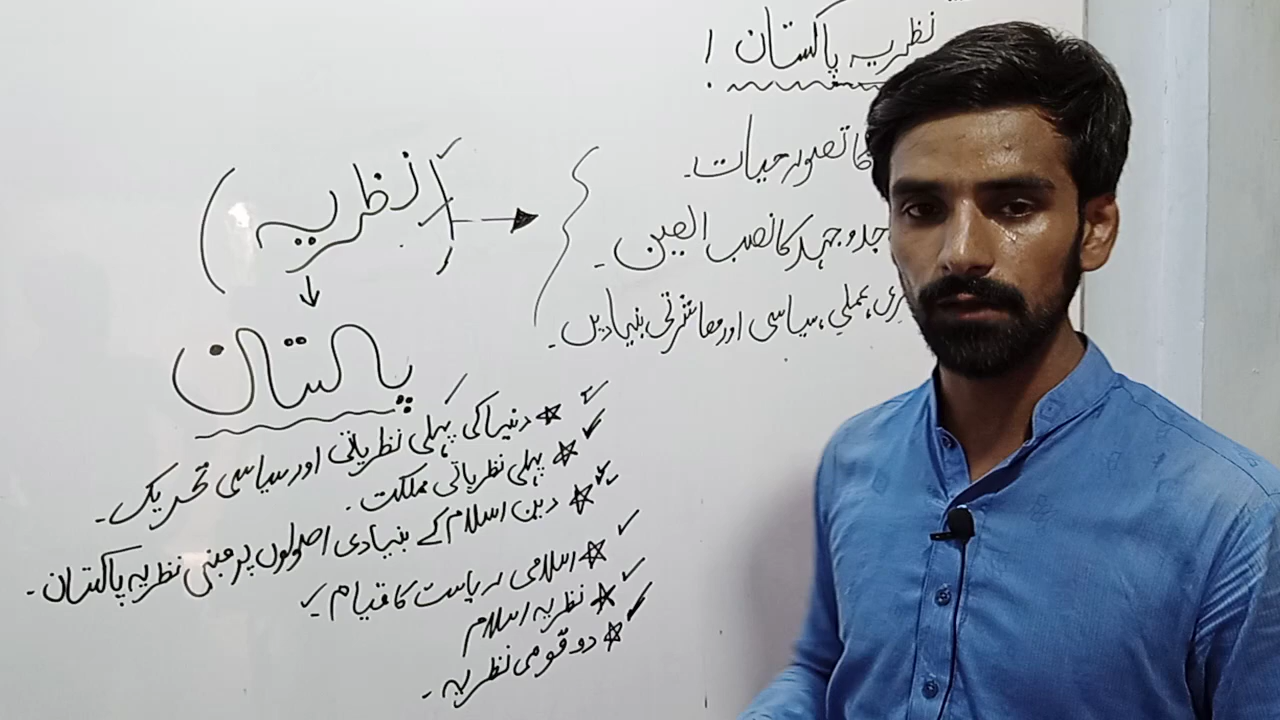 نظریہ پاکستان !
کا تصورِ حیات۔
جدوجہد کا نصب العین۔
عملی، سیاسی اور معاشرتی بنیادیں۔
(نظریہ)
پاکستان
دنیا کی پہلی نظریاتی اور سیاسی تحریک۔
پہلی نظریاتی مملکت۔
دین اسلام کے بنیادی اصولوں پر مبنی نظریہ پاکستان۔
اسلامی ریاست کا قیام۔
نظریہ اسلام
دو قومی نظریہ۔